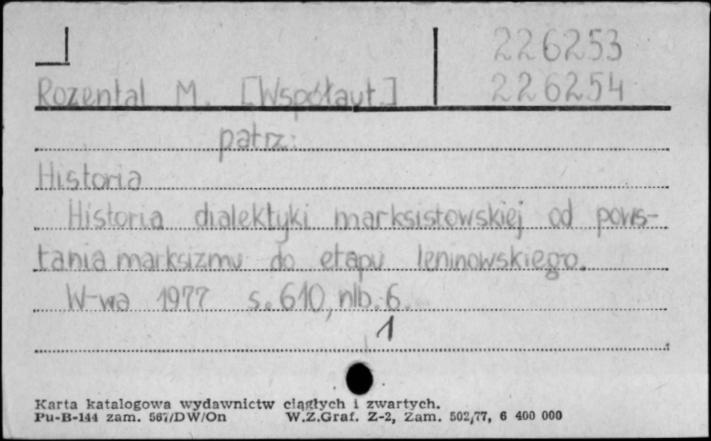 226253
Rozental M. [Współaut.] 226254
patrz:
Historia
Historia dialektyki marksistowskiej od pows-
tania marksizmu do etapu leninowskiego.
W-wa 1977 s. 610, nlb. 6.
1
Karta katalogowa wydawnictw ciągłych i zwartych.
Pu-B-144 zam. 567/DW/On W.Z.Graf. Z-2, Zam. 502/77, 6 400 000